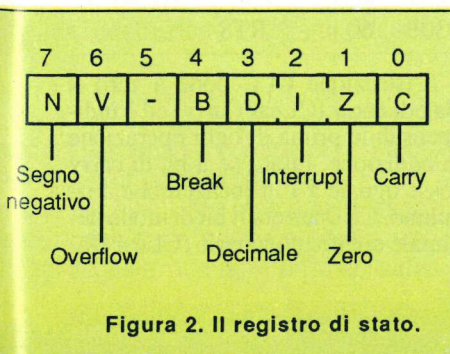 7 6 5 4 3 2 1 0
N V - B D I Z C
Segno Break Interrupt Carry
negativo
Overflow Decimale Zero
Figura 2. Il registro di stato.